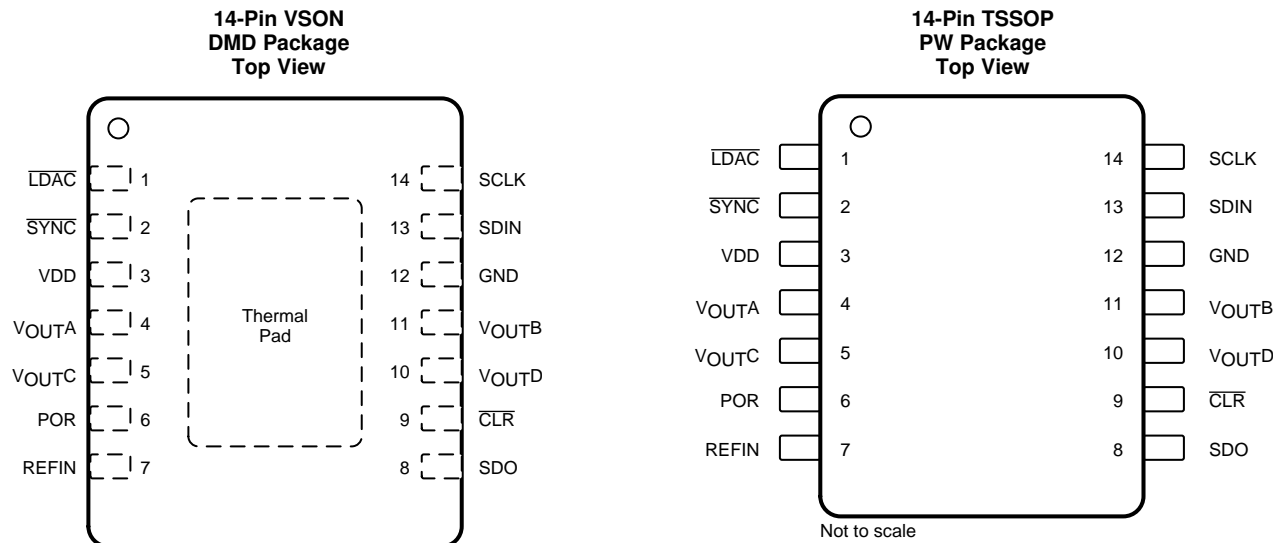 14-Pin VSON
DMD Package
Top View
LDAC 1 14 SCLK
SYNC 2 13 SDIN
VDD 3 12 GND
VOUTA 4 11 VOUTB
VOUTC 5 10 VOUTD
POR 6 9 CLR
REFIN 7 8 SDO
Thermal
Pad
14-Pin TSSOP
PW Package
Top View
LDAC 1 14 SCLK
SYNC 2 13 SDIN
VDD 3 12 GND
VOUTA 4 11 VOUTB
VOUTC 5 10 VOUTD
POR 6 9 CLR
REFIN 7 8 SDO
Not to scale